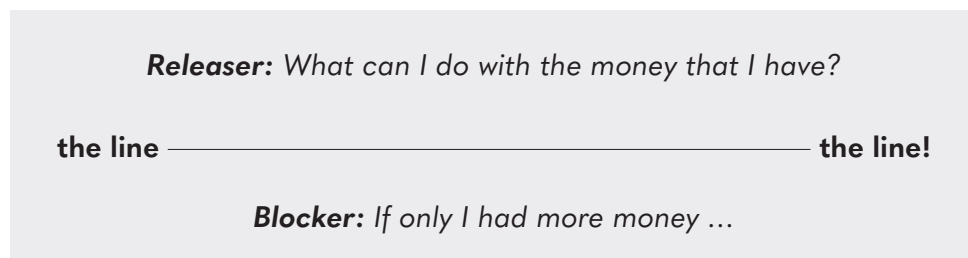 Releaser: What can I do with the money that I have?
the line the line!
Blocker: If only I had more money ...